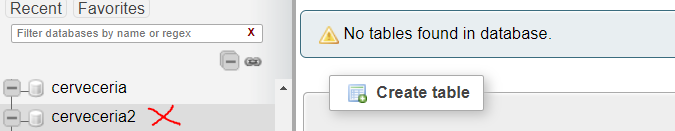 Recent Favorites
Filter databases by name or regex X
cerveceria
cerveceria2
No tables found in database.
Create table